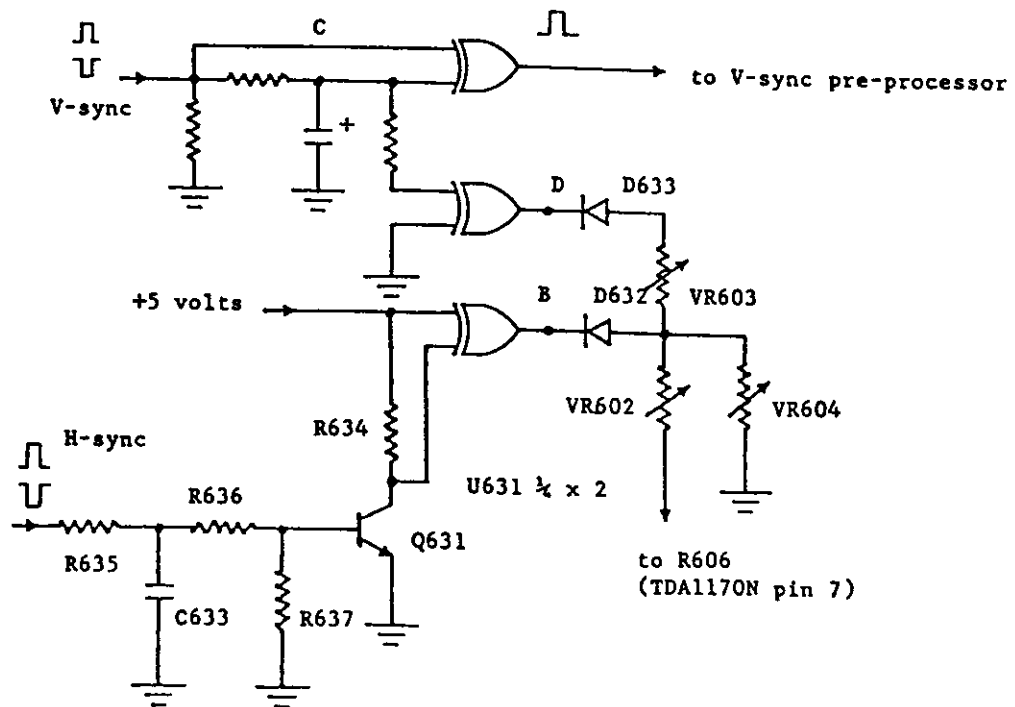 C
+
V-sync
to V-sync pre-processor
D
D633
+5 volts
B
D632
VR603
VR602
VR604
R634
H-sync
R636
U631 ¼ x 2
Q631
R635
to R606
(TDA1170N pin 7)
C633
R637